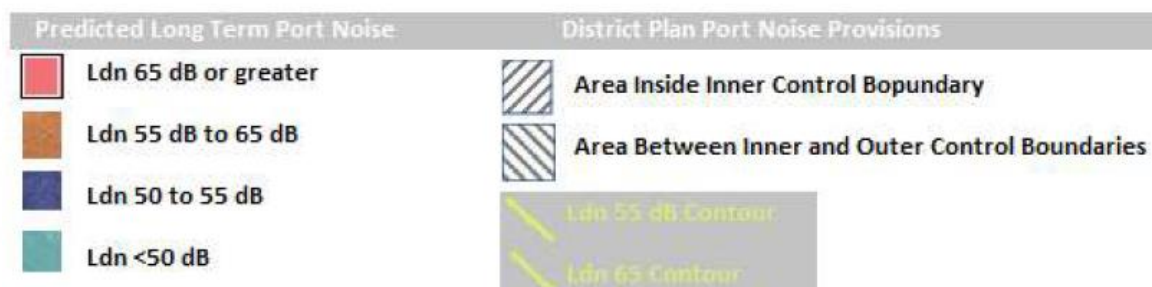 Predicted Long Term Port Noise
Ldn 65 dB or greater
Ldn 55 dB to 65 dB
Ldn 50 to 55 dB
Ldn <50 dB
District Plan Port Noise Provisions
Area Inside Inner Control Bopundary
Area Between Inner and Outer Control Boundaries
Ldn 55 dB Contour
Ldn 65 Contour